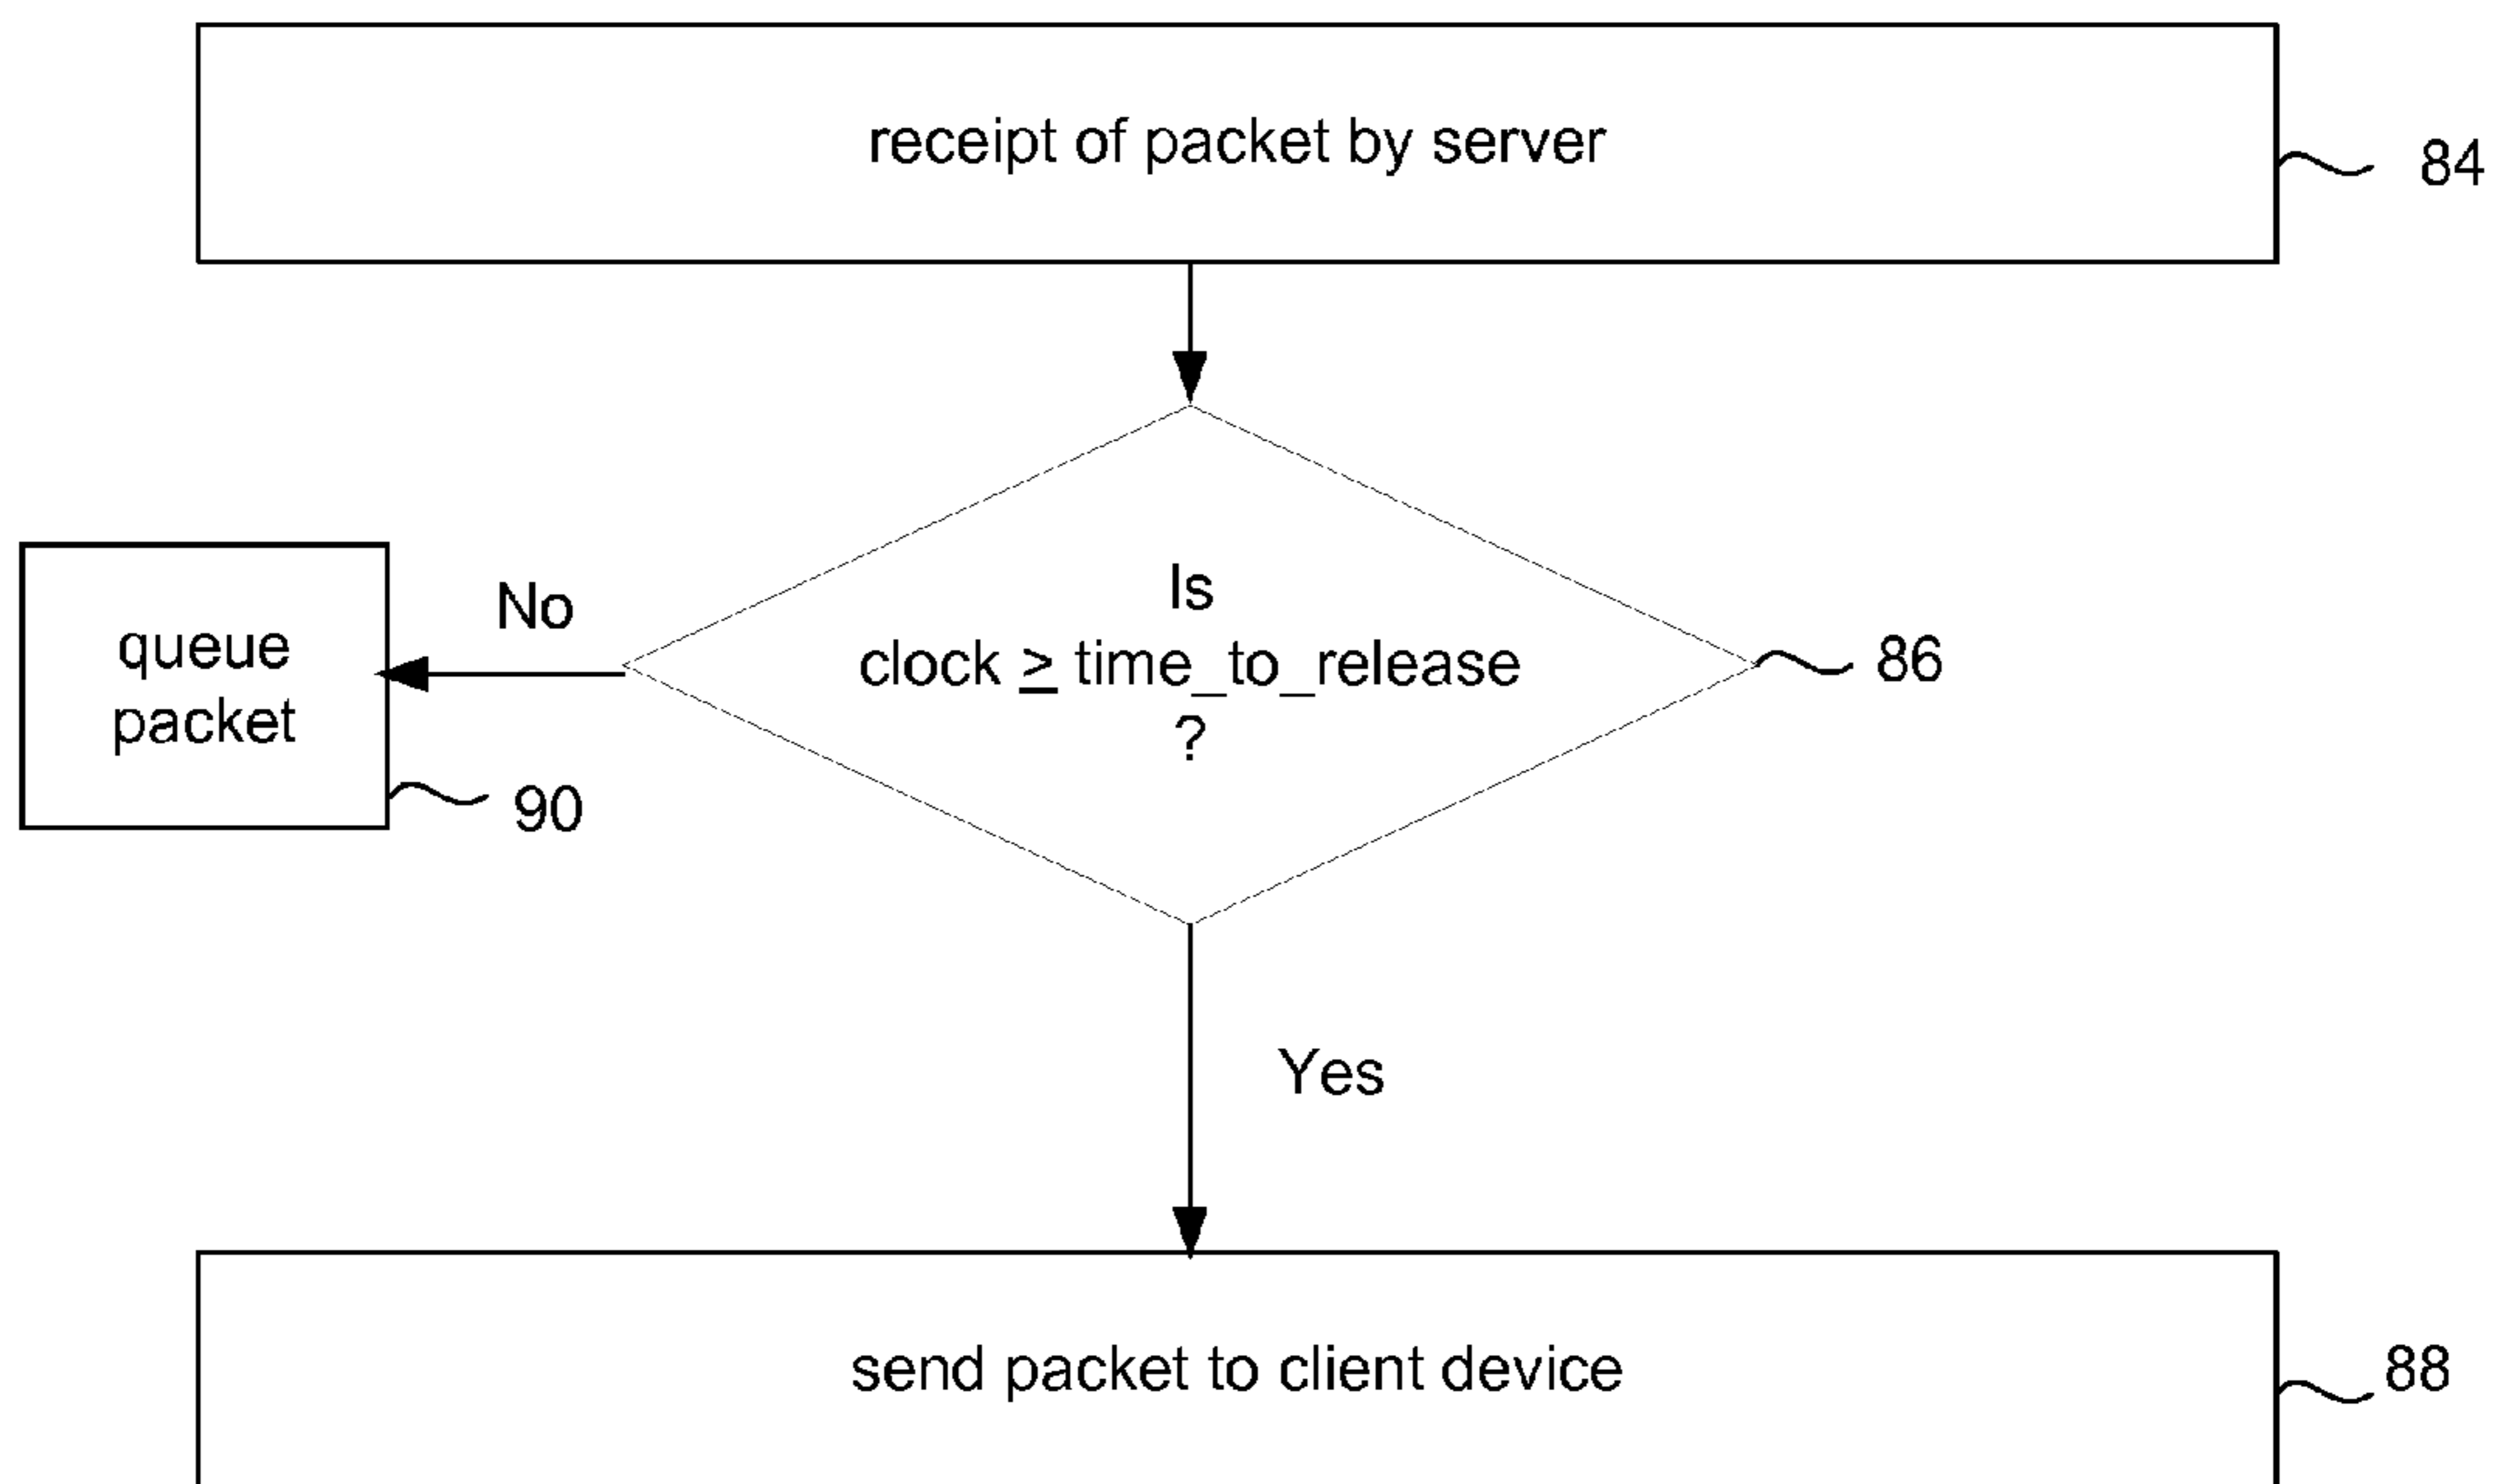 receipt of packet by server
84
Is
clock ≥ time_to_release
?
86
No
queue
packet
90
Yes
send packet to client device
88